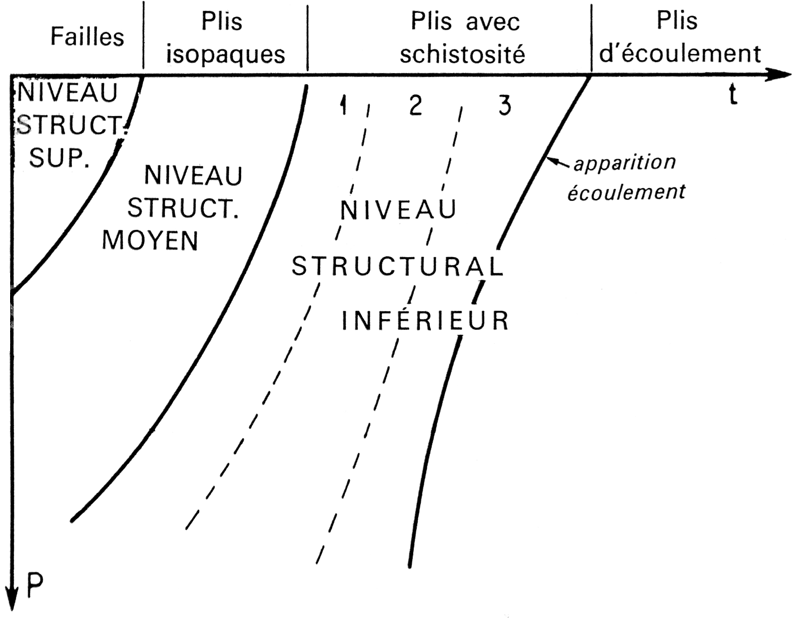 Failles
Plis
isopaques
Plis avec
schistosité
Plis
d'écoulement
t
NIVEAU
STRUCT.
SUP.
1 2 3
apparition
écoulement
NIVEAU
STRUCT.
MOYEN
NIVEAU
STRUCTURAL
INFÉRIEUR
P